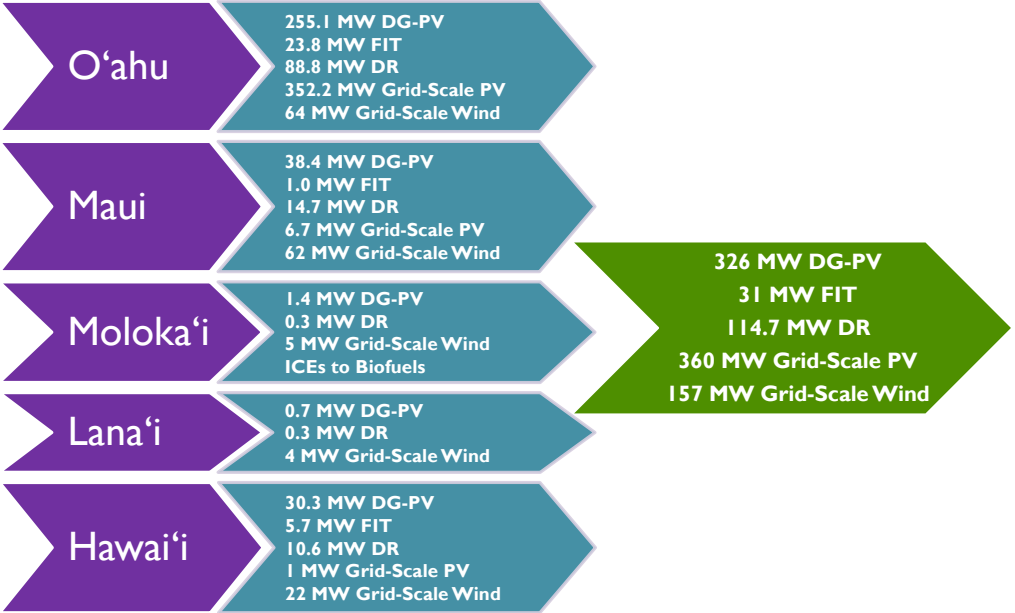 Oʻahu
255.1 MW DG-PV
23.8 MW FIT
88.8 MW DR
352.2 MW Grid-Scale PV
64 MW Grid-Scale Wind
Maui
38.4 MW DG-PV
1.0 MW FIT
14.7 MW DR
6.7 MW Grid-Scale PV
62 MW Grid-Scale Wind
Molokaʻi
1.4 MW DG-PV
0.3 MW DR
5 MW Grid-Scale Wind
ICEs to Biofuels
Lanaʻi
0.7 MW DG-PV
0.3 MW DR
4 MW Grid-Scale Wind
Hawaiʻi
30.3 MW DG-PV
5.7 MW FIT
10.6 MW DR
1 MW Grid-Scale PV
22 MW Grid-Scale Wind
326 MW DG-PV
31 MW FIT
114.7 MW DR
360 MW Grid-Scale PV
157 MW Grid-Scale Wind